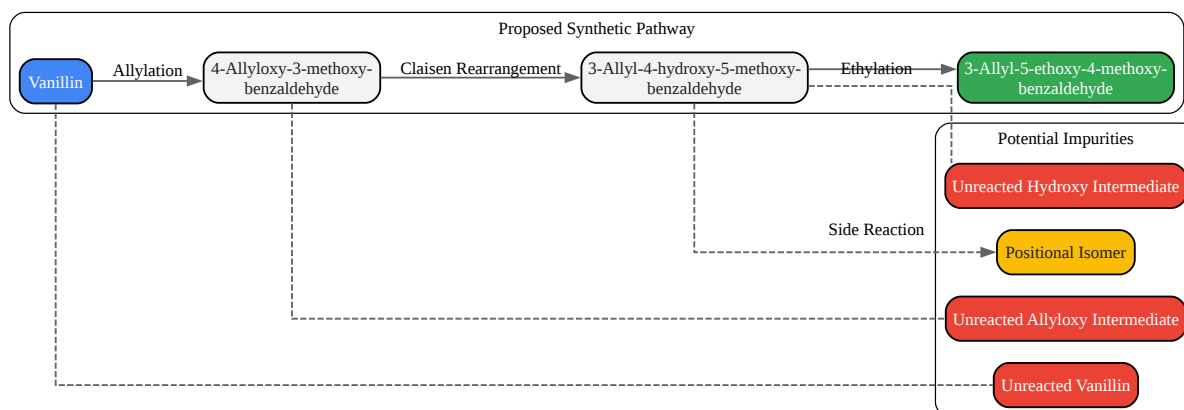 Proposed Synthetic Pathway
Vanillin
Allylation
4-Allyloxy-3-methoxy-
benzaldehyde
Claisen Rearrangement
3-Allyl-4-hydroxy-5-methoxy-
benzaldehyde
Ethylation
3-Allyl-5-ethoxy-4-methoxy-
benzaldehyde
Potential Impurities
Unreacted Hydroxy Intermediate
Side Reaction
Positional Isomer
Unreacted Allyloxy Intermediate
Unreacted Vanillin